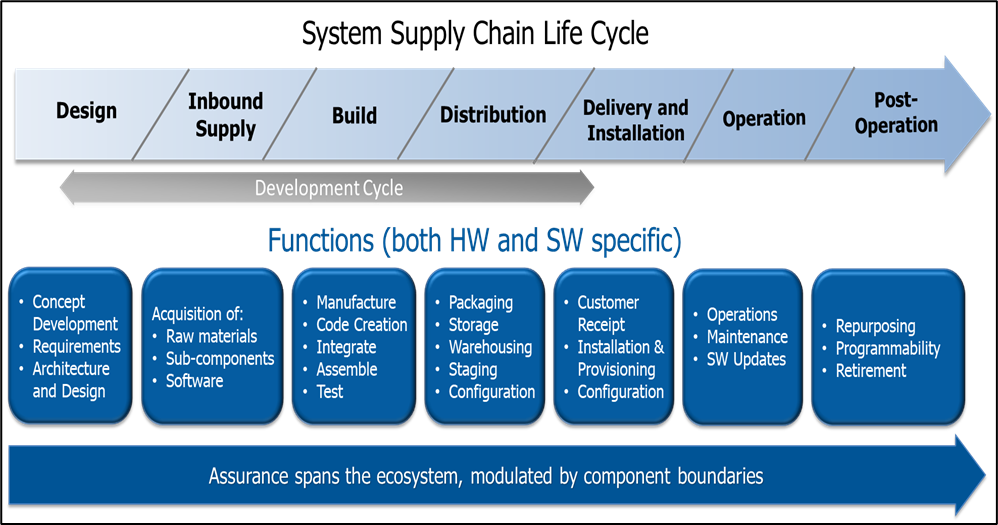 System Supply Chain Life Cycle
Design
Inbound
Supply
Build
Distribution
Delivery and
Installation
Operation
Post-
Operation
Development Cycle
Functions (both HW and SW specific)
• Concept
Development
• Requirements
• Architecture
and Design
Acquisition of:
• Raw materials
• Sub-components
• Software
• Manufacture
• Code Creation
• Integrate
• Assemble
• Test
• Packaging
• Storage
• Warehousing
• Staging
• Configuration
• Customer
Receipt
• Installation &
Provisioning
• Configuration
• Operations
• Maintenance
• SW Updates
• Repurposing
• Programmability
• Retirement
Assurance spans the ecosystem, modulated by component boundaries